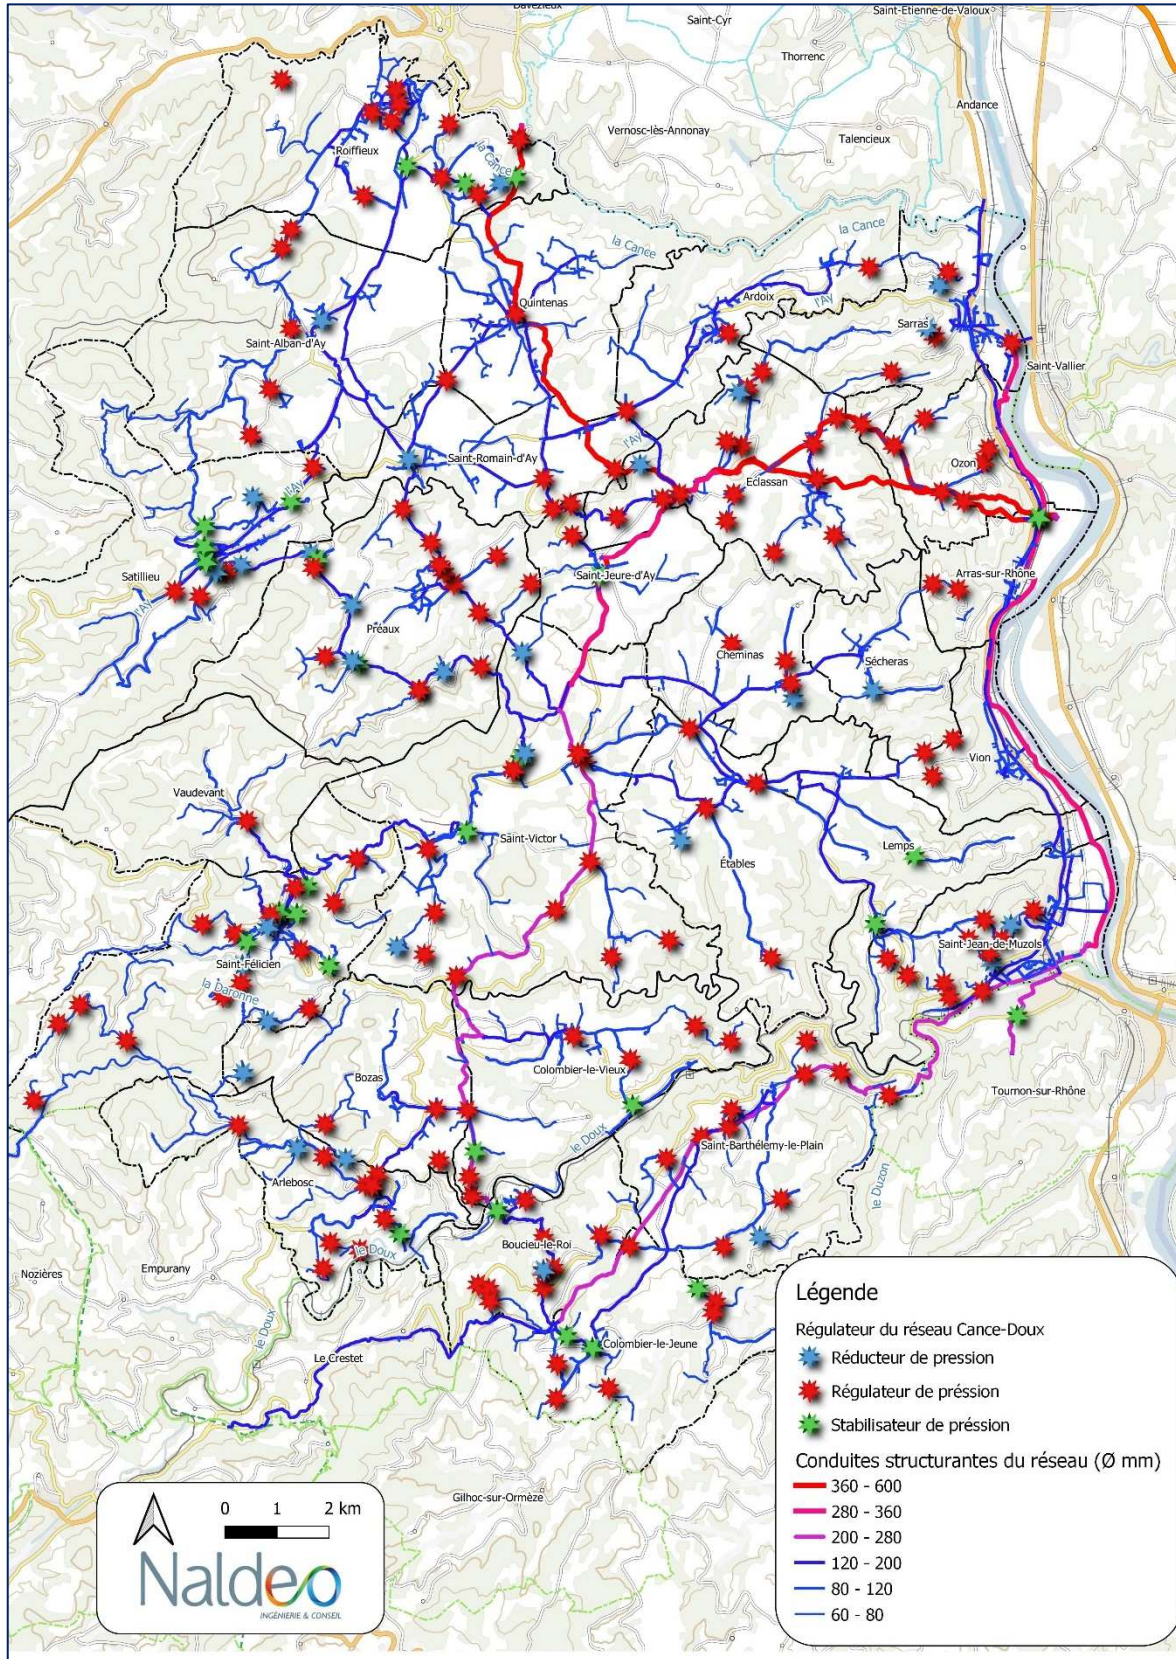 Davézieux
Saint-Cyr
Saint-Etienne-de-Valoux
Thorrenc
Andance
Vernosc-lès-Annonay
Talencieux
Roiffieux
la Cance
la Cance
la Cance
l'Ay
Ardoix
Quintenas
Sarras
Saint-Alban-d'Ay
Saint-Vallier
l'Ay
Saint-Romain-d'Ay
Ozon
Eclassan
l'Ay
Satillieu
Saint-Jeure-d'Ay
Arras-sur-Rhône
l'Ay
Préaux
Cheminas
Sécheras
Vion
Vaudevant
Saint-Victor
Étables
Lemps
Saint-Jean-de-Muzols
Saint-Félicien
la Daronne
Colombier-le-Vieux
Bozas
Tournon-sur-Rhône
le Doux
Saint-Barthélemy-le-Plain
le Duzon
Arlebosc
Boucieu-le-Roi
le Doux
Nozières
Empurany
le Doux
Colombier-le-Jeune
Le Crestet
Gilhoc-sur-Ormèze
Légende
Régulateur du réseau Cance-Doux
Réducteur de pression
Régulateur de préssion
Stabilisateur de préssion
Conduites structurantes du réseau (Ø mm)
360 - 600
280 - 360
200 - 280
120 - 200
80 - 120
60 - 80
0 1 2 km
Naldeo
INGÉNIERIE & CONSEIL